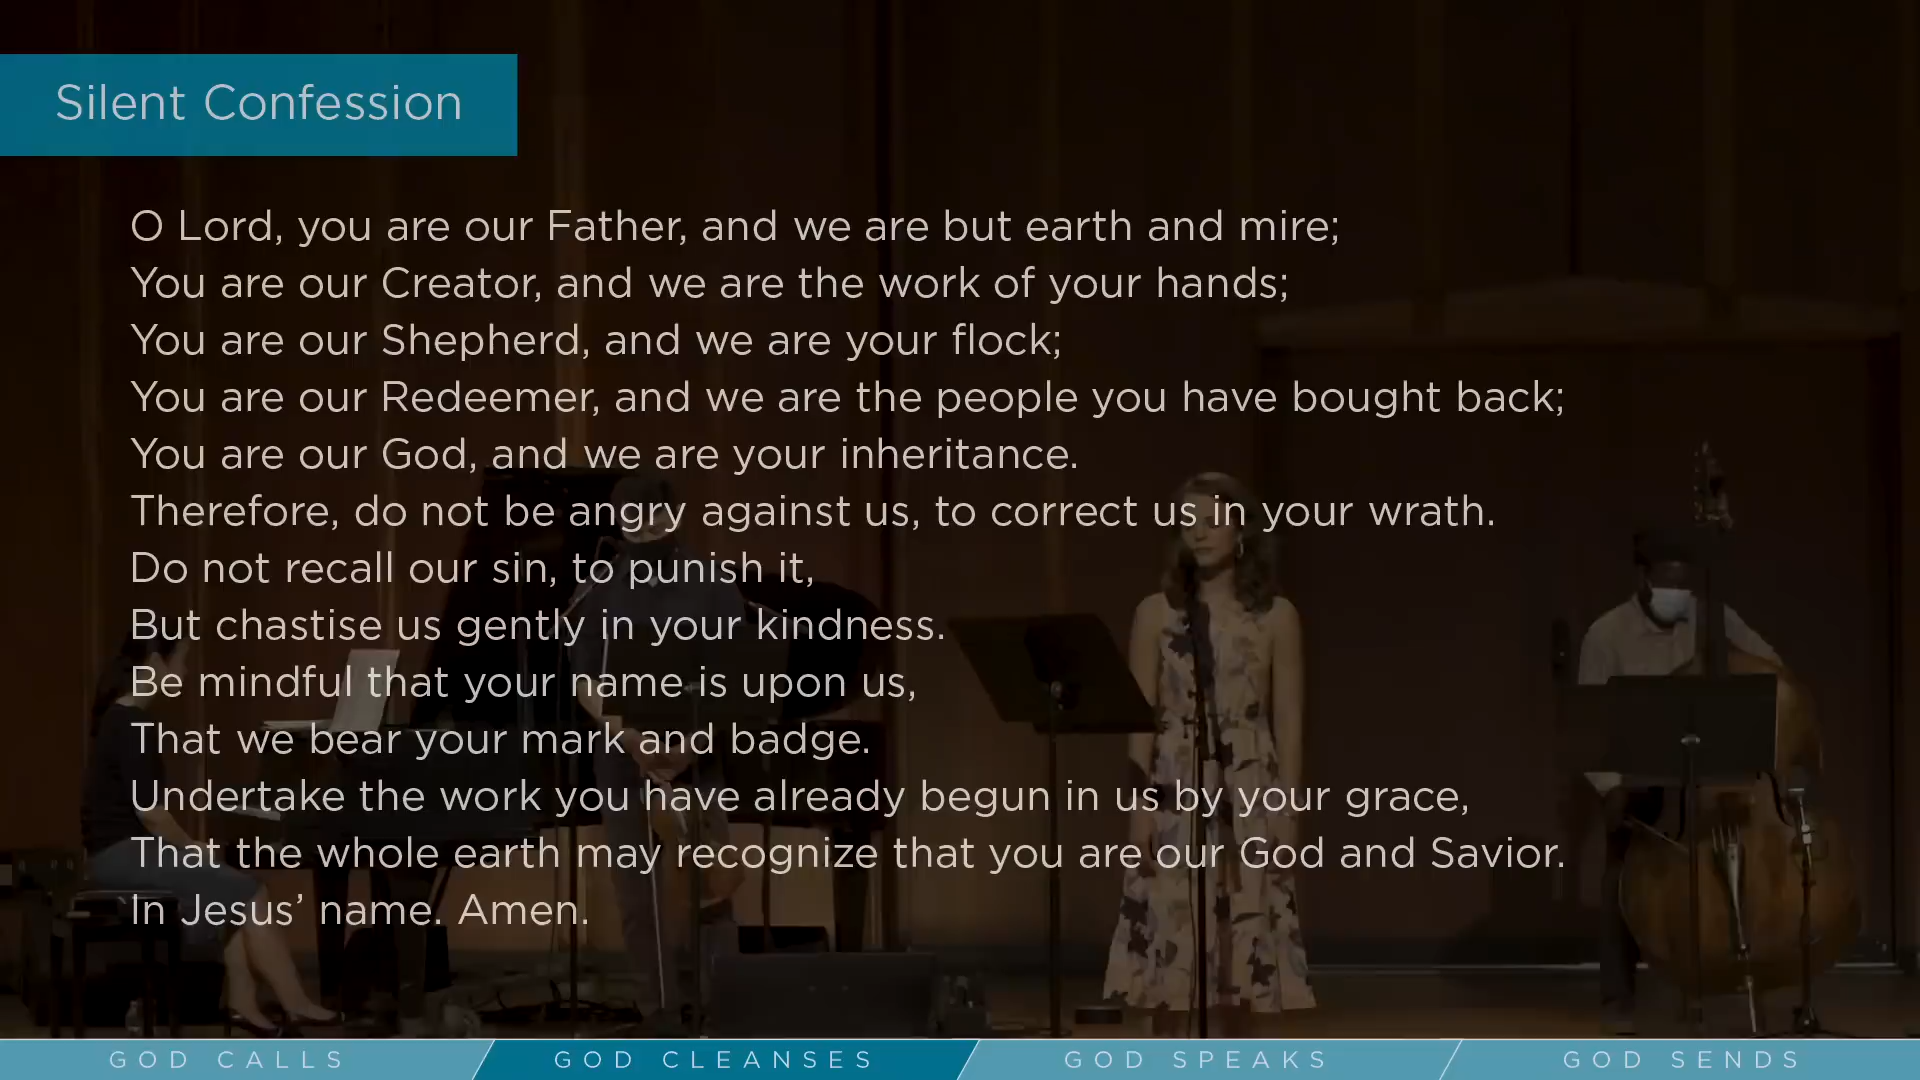 Silent Confession
O Lord, you are our Father, and we are but earth and mire;
You are our Creator, and we are the work of your hands;
You are our Shepherd, and we are your flock;
You are our Redeemer, and we are the people you have bought back;
You are our God, and we are your inheritance.
Therefore, do not be angry against us, to correct us in your wrath.
Do not recall our sin, to punish it,
But chastise us gently in your kindness.
Be mindful that your name is upon us,
That we bear your mark and badge.
Undertake the work you have already begun in us by your grace,
That the whole earth may recognize that you are our God and Savior.
In Jesus’ name. Amen.
GOD CALLS
GOD CLEANSES
GOD SPEAKS
GOD SENDS